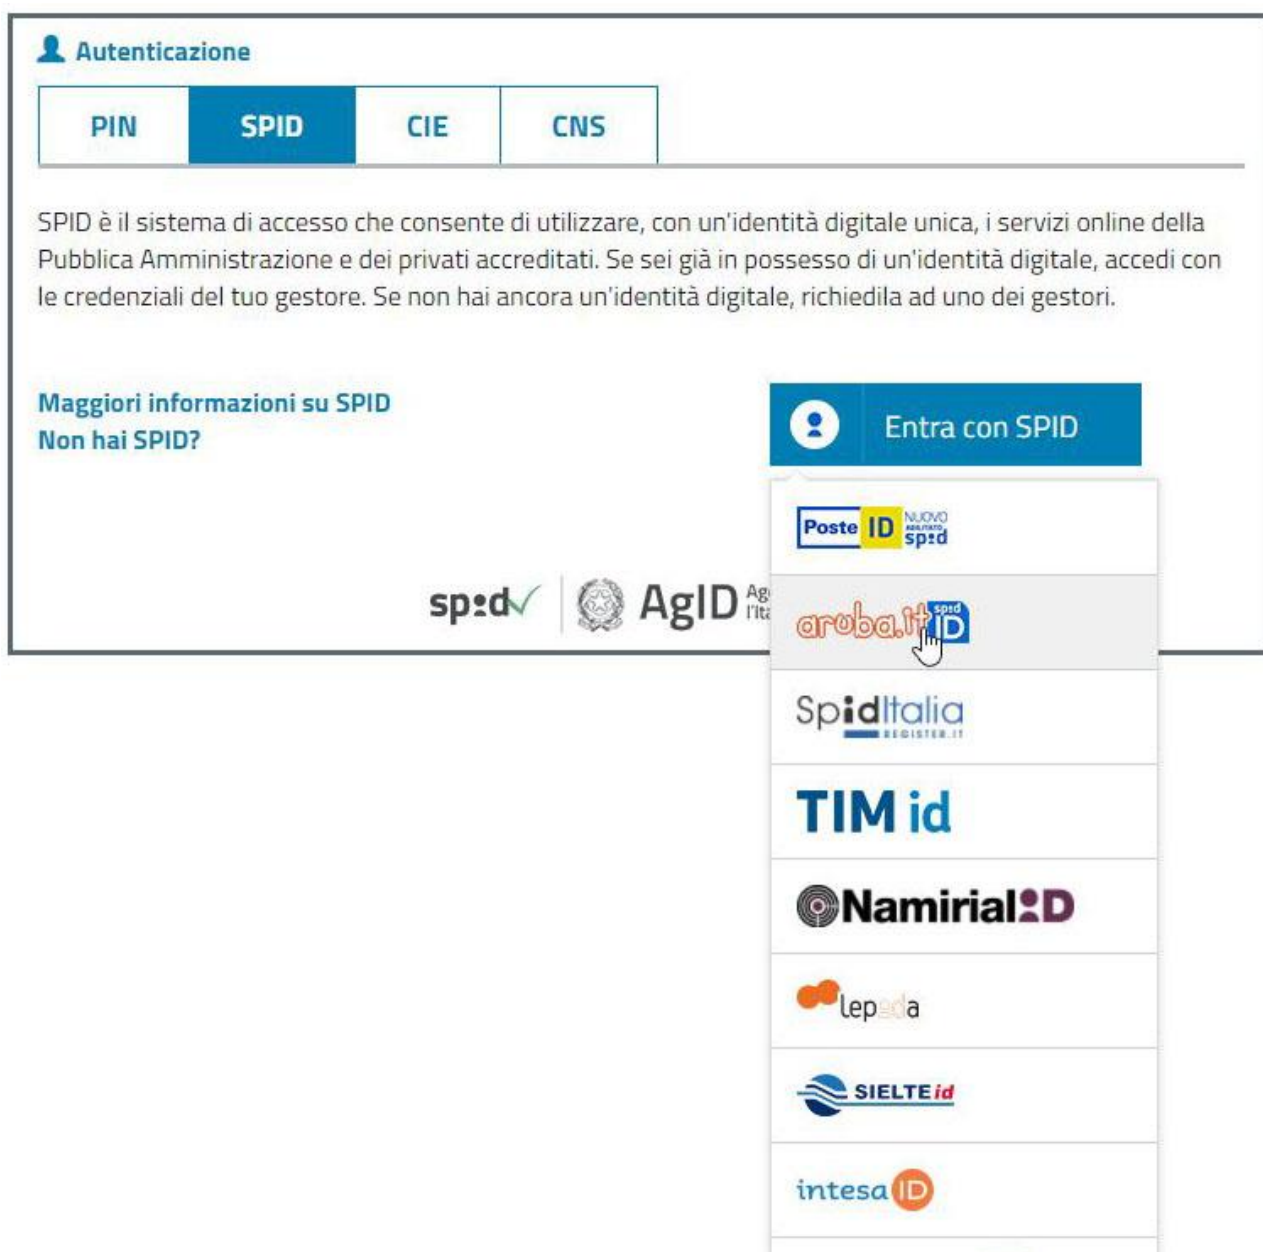 Autenticazione
PIN SPID CIE CNS
SPID è il sistema di accesso che consente di utilizzare, con un'identità digitale unica, i servizi online della
Pubblica Amministrazione e dei privati accreditati. Se sei già in possesso di un'identità digitale, accedi con
le credenziali del tuo gestore. Se non hai ancora un'identità digitale, richiedila ad uno dei gestori.
Maggiori informazioni su SPID
Non hai SPID?
Entra con SPID
Poste ID NUOVO
ABILITATO
spid
spid AgID
aruba.it spid ID
SpidItalia
REGISTER.IT
TIM id
NamirialID
lepida
SIELTE id
intesa ID